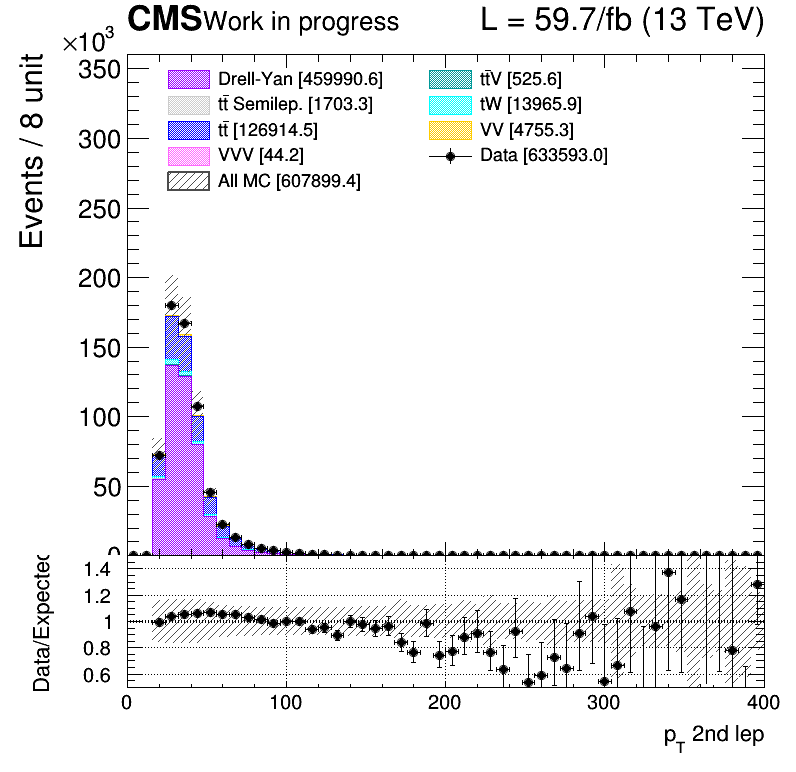 CMS Work in progress L = 59.7/fb (13 TeV)
×10³
Events / 8 unit
350
300
250
200
150
100
50
0
Drell-Yan [459990.6]
tt̄ Semilep. [1703.3]
tt̄ [126914.5]
VVV [44.2]
All MC [607899.4]
tt̄V [525.6]
tW [13965.9]
VV [4755.3]
Data [633593.0]
Data/Expected
1.4
1.2
1
0.8
0.6
0 100 200 300 400
p_T 2nd lep